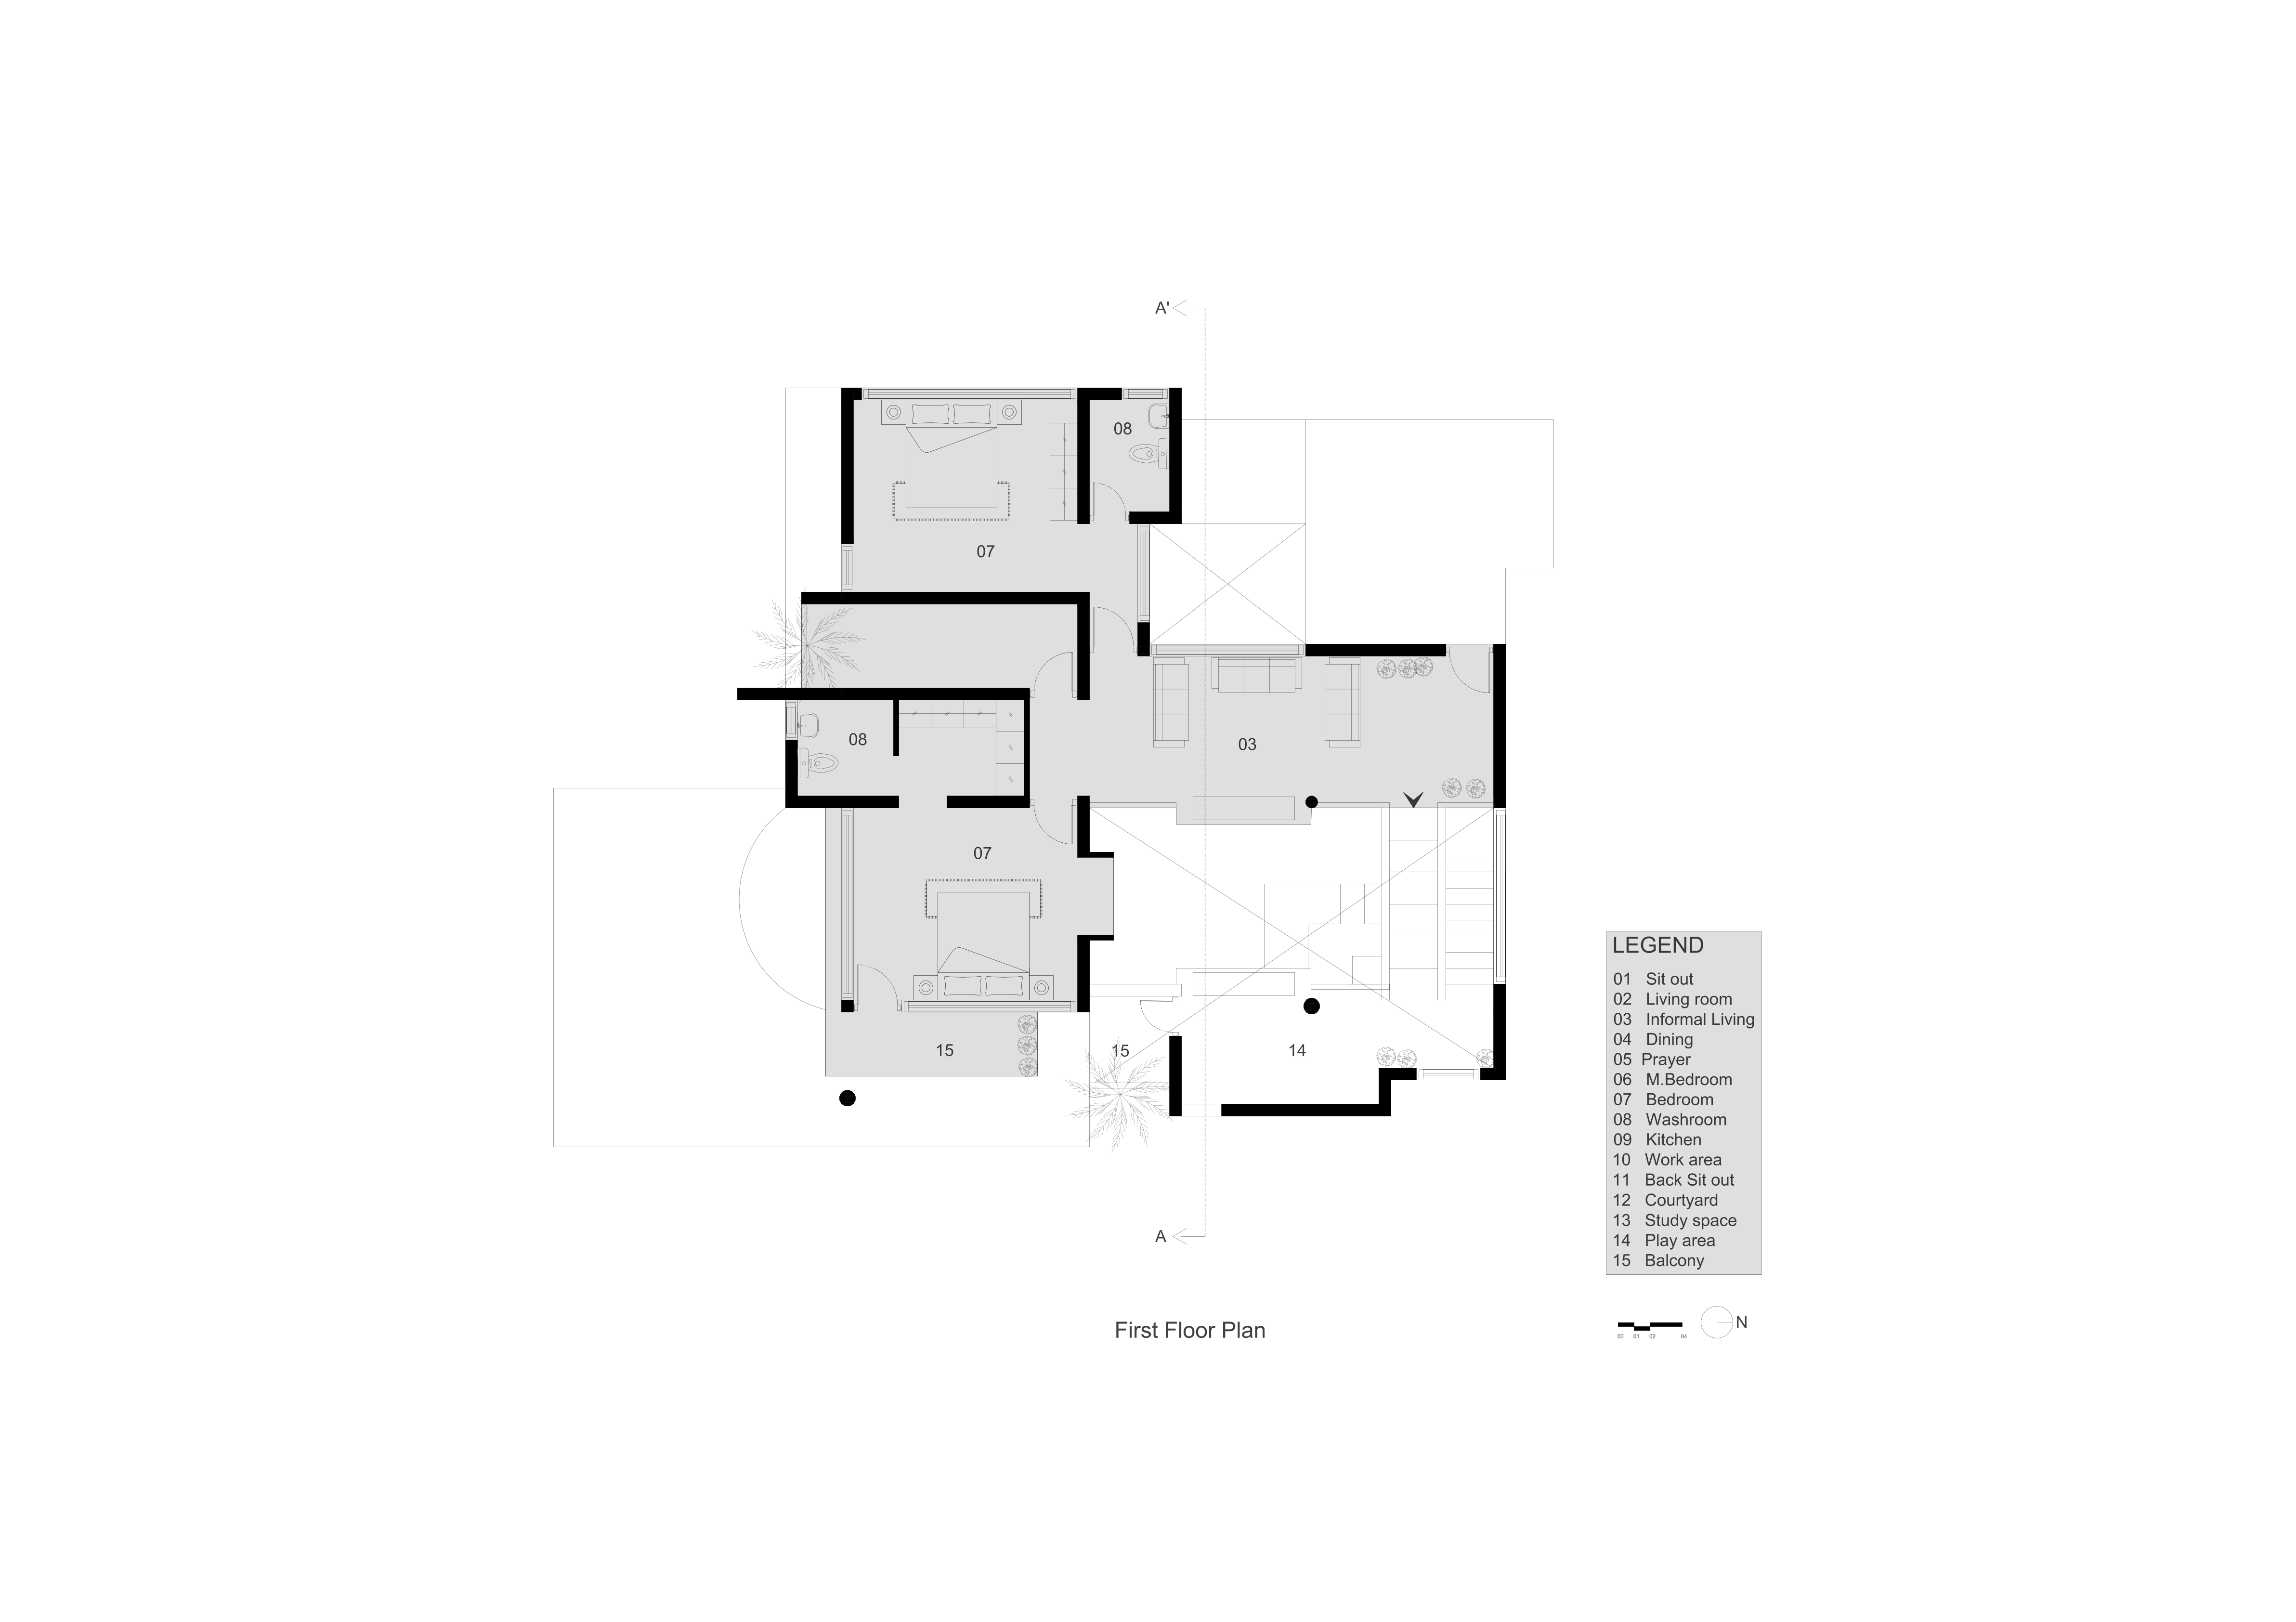 A'
08
07
08
03
07
15
15
14
A
LEGEND
01 Sit out
02 Living room
03 Informal Living
04 Dining
05 Prayer
06 M.Bedroom
07 Bedroom
08 Washroom
09 Kitchen
10 Work area
11 Back Sit out
12 Courtyard
13 Study space
14 Play area
15 Balcony
First Floor Plan
N
00 01 02 04